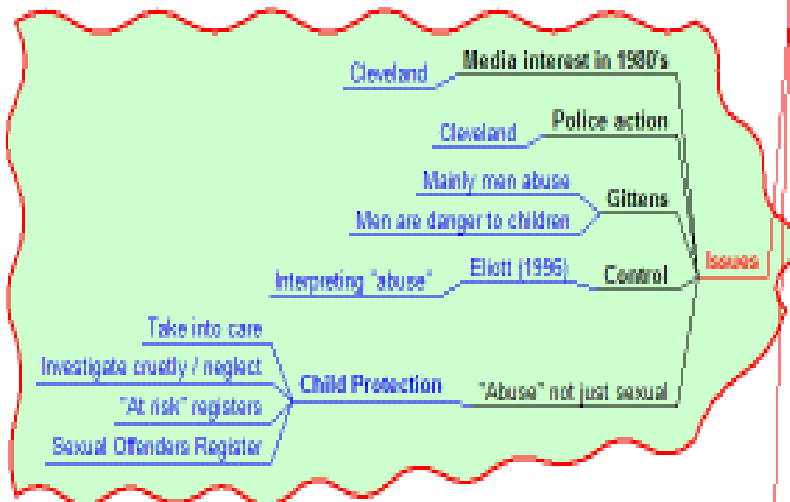 Media interest in 1980's
Cleveland
Police action
Cleveland
Mainly men abuse
Gittens
Men are danger to children
Issues
Eliott (1996)
Control
Interpreting "abuse"
Take into care
Investigate cruetly / neglect
Child Protection
"Abuse" not just sexual
"At risk" registers
Sexual Offenders Register